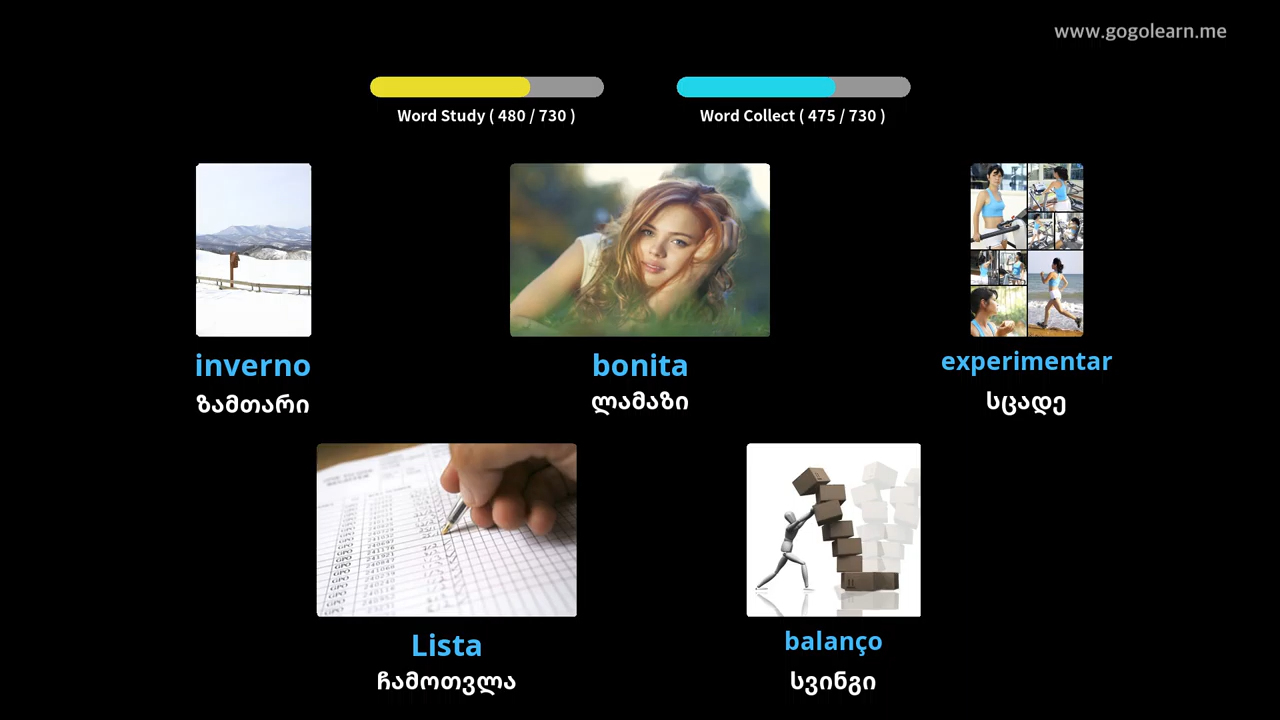 www.gogolearn.me
Word Study ( 480 / 730 )
Word Collect ( 475 / 730 )
inverno
ზამთარი
bonita
ლამაზი
experimentar
სცადე
Lista
ჩამოთვლა
balanço
სვინგი